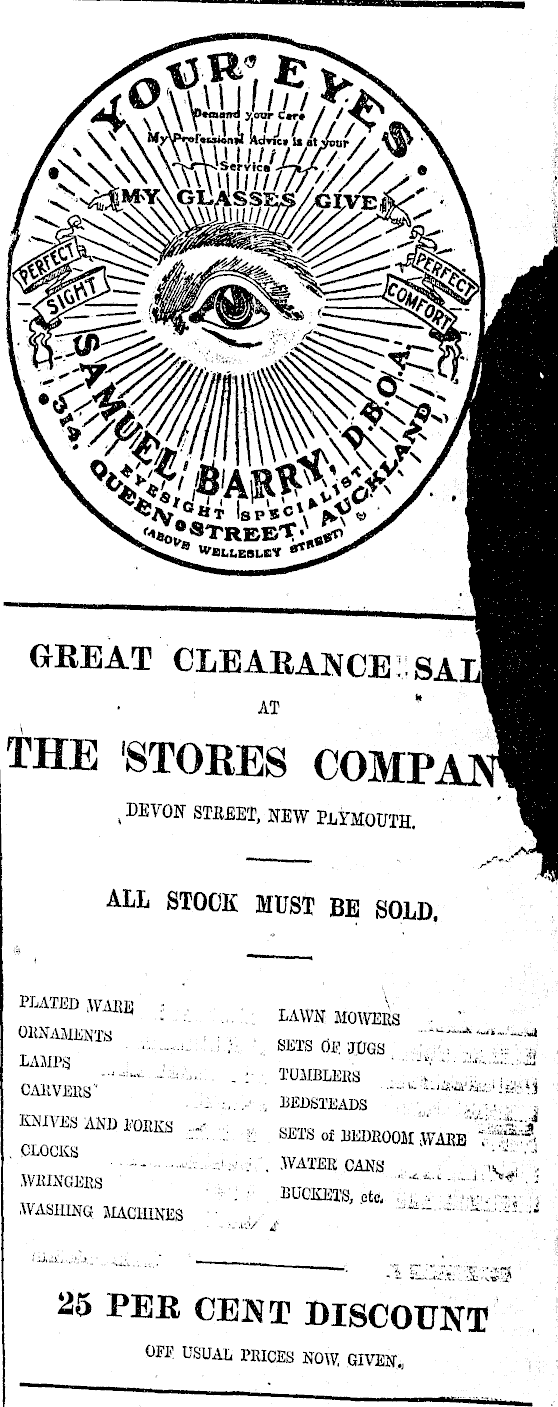 YOUR EYES
Demand your Care
My Professional Advice is at your
Service
MY GLASSES GIVE
PERFECT
SIGHT
PERFECT
COMFORT
SAMUEL BARRY, D.B.O.A.
EYESIGHT SPECIALIST
314, QUEEN STREET, AUCKLAND
(ABOVE WELLESLEY STREET)
GREAT CLEARANCE SAL
AT
THE STORES COMPAN
DEVON STREET, NEW PLYMOUTH.
ALL STOCK MUST BE SOLD.
PLATED WARE
ORNAMENTS
LAMPS
CARVERS
KNIVES AND FORKS
CLOCKS
WRINGERS
WASHING MACHINES
LAWN MOWERS
SETS OF JUGS
TUMBLERS
BEDSTEADS
SETS of BEDROOM WARE
WATER CANS
BUCKETS, etc.
25 PER CENT DISCOUNT
OFF USUAL PRICES NOW GIVEN.